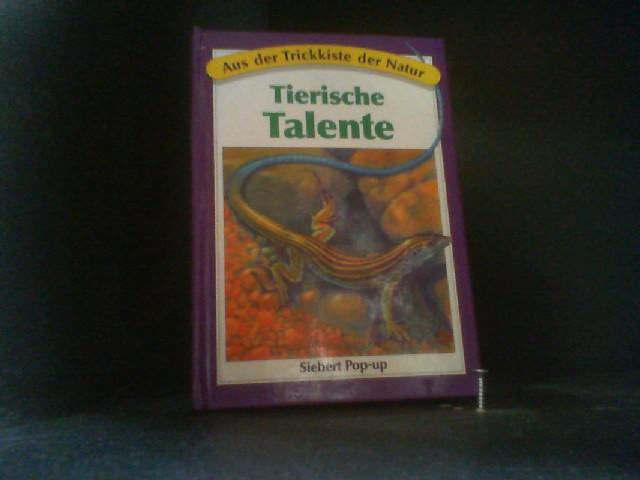 Aus der Trickkiste der Natur
Tierische
Talente
Siebert Pop-up